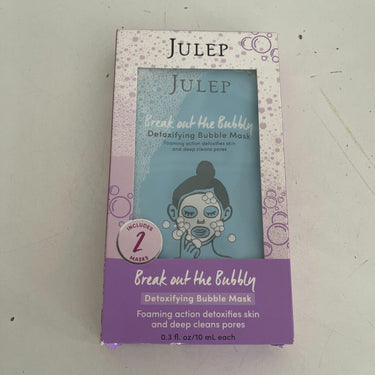 JULEP
JULEP
Break out the Bubbly
Detoxifying Bubble Mask
Foaming action detoxifies skin
and deep cleans pores
INCLUDES
2
MASKS
Break out the Bubbly
Detoxifying Bubble Mask
Foaming action detoxifies skin
and deep cleans pores
0.3 fl. oz/10 mL each